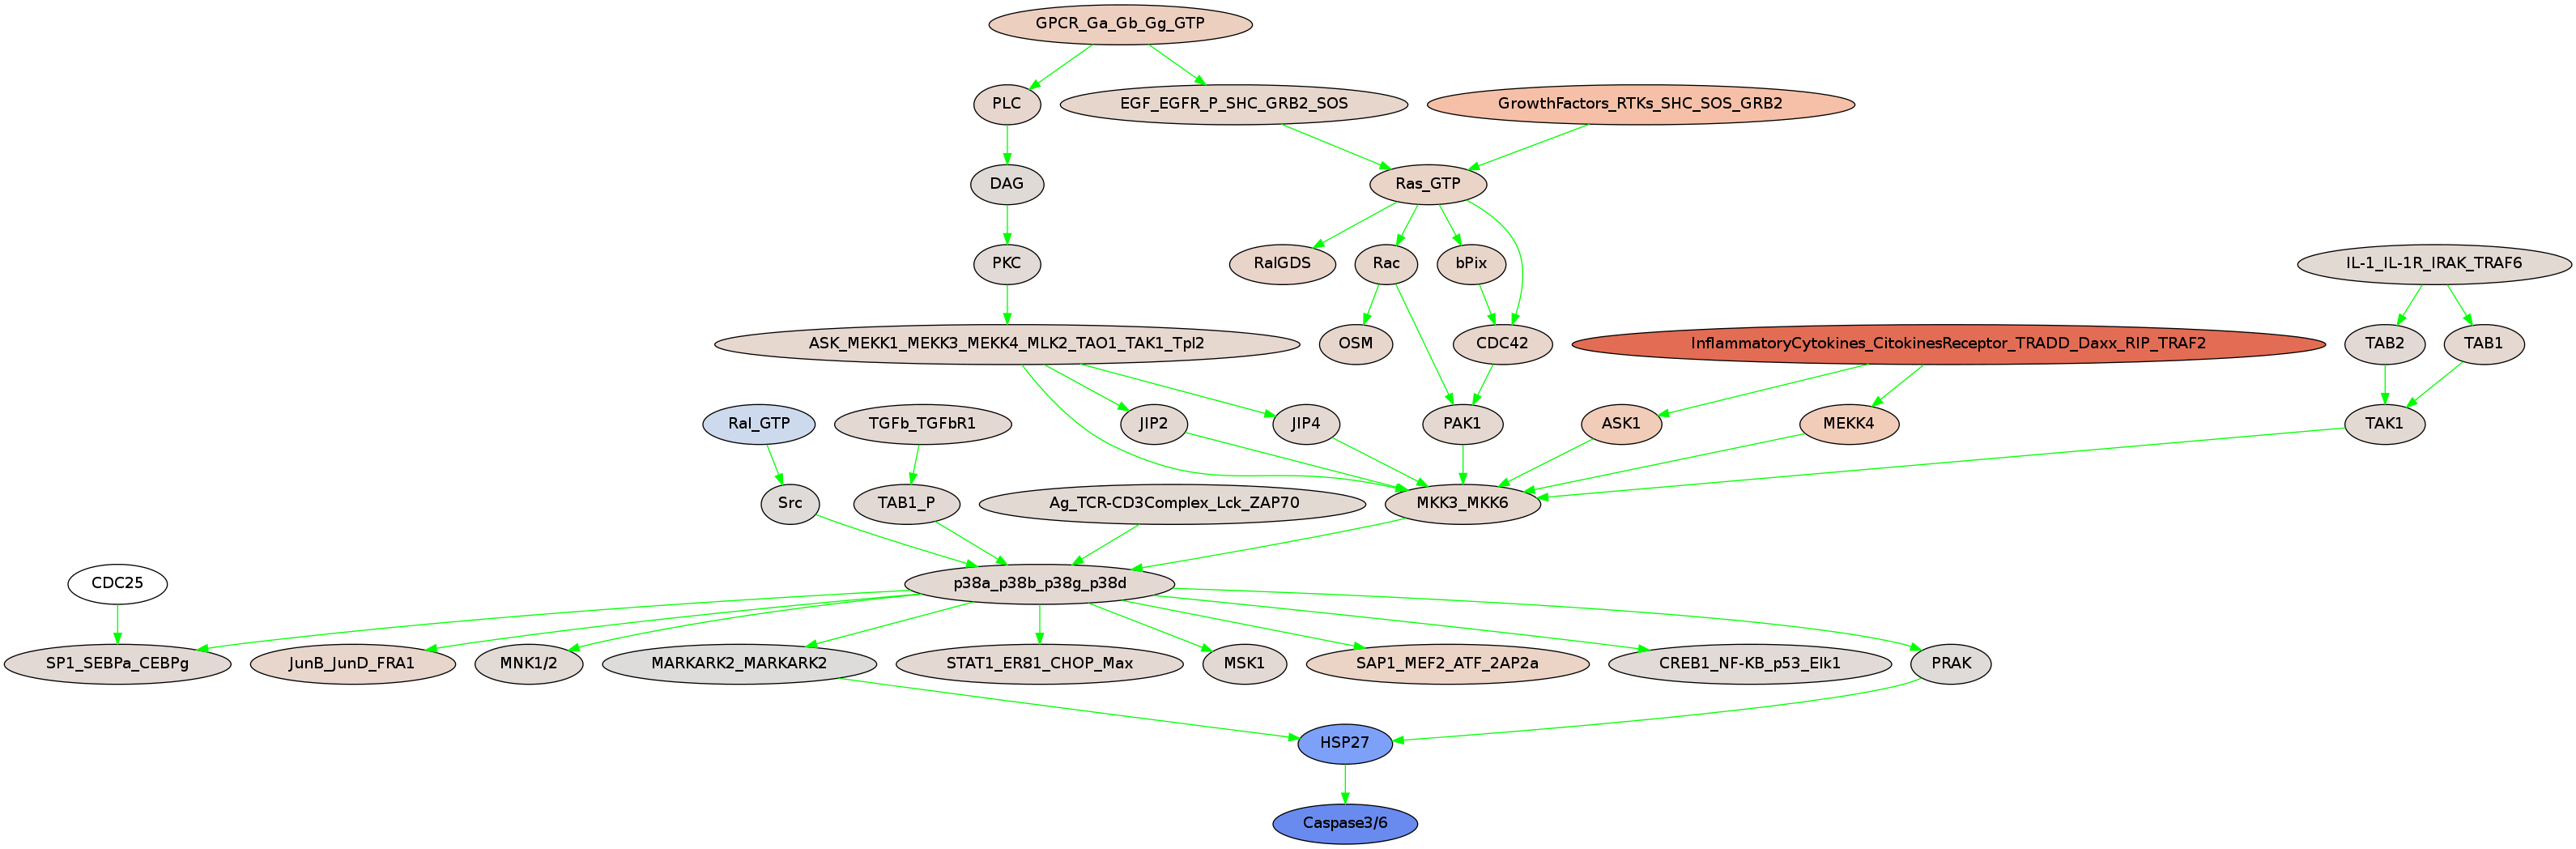 GPCR_Ga_Gb_Gg_GTP
PLC
EGF_EGFR_P_SHC_GRB2_SOS
GrowthFactors_RTKs_SHC_SOS_GRB2
DAG
Ras_GTP
PKC
RalGDS
Rac
bPix
IL-1_IL-1R_IRAK_TRAF6
ASK_MEKK1_MEKK3_MEKK4_MLK2_TAO1_TAK1_Tpl2
OSM
CDC42
InflammatoryCytokines_CitokinesReceptor_TRADD_Daxx_RIP_TRAF2
TAB2
TAB1
Ral_GTP
TGFb_TGFbR1
JIP2
JIP4
PAK1
ASK1
MEKK4
TAK1
Src
TAB1_P
Ag_TCR-CD3Complex_Lck_ZAP70
MKK3_MKK6
CDC25
p38a_p38b_p38g_p38d
SP1_SEBPa_CEBPg
JunB_JunD_FRA1
MNK1/2
MARKARK2_MARKARK2
STAT1_ER81_CHOP_Max
MSK1
SAP1_MEF2_ATF_2AP2a
CREB1_NF-KB_p53_Elk1
PRAK
HSP27
Caspase3/6